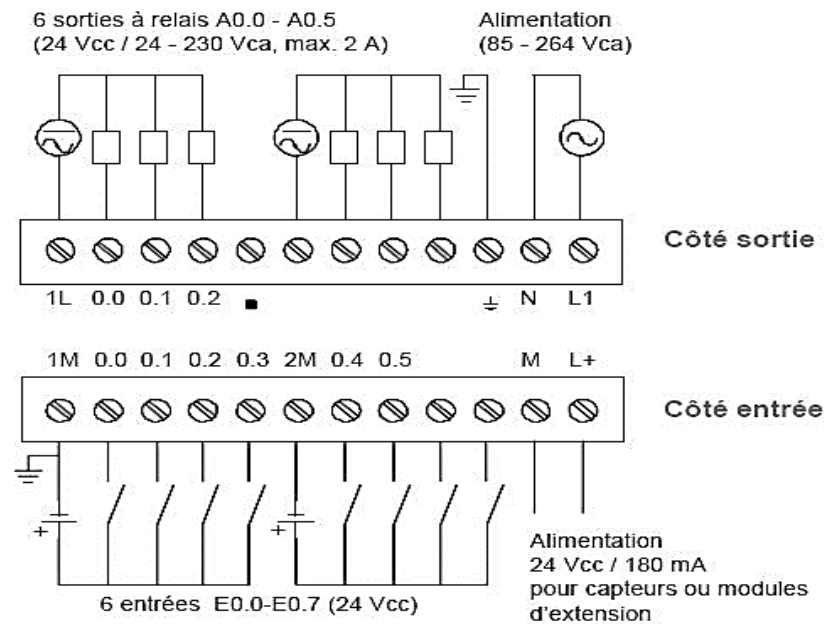 6 sorties à relais A0.0 - A0.5
(24 Vcc / 24 - 230 Vca, max. 2 A)
Alimentation
(85 - 264 Vca)
Côté sortie
1L 0.0 0.1 0.2 N L1
1M 0.0 0.1 0.2 0.3 2M 0.4 0.5 M L+
Côté entrée
+ +
6 entrées E0.0-E0.7 (24 Vcc)
Alimentation
24 Vcc / 180 mA
pour capteurs ou modules
d'extension